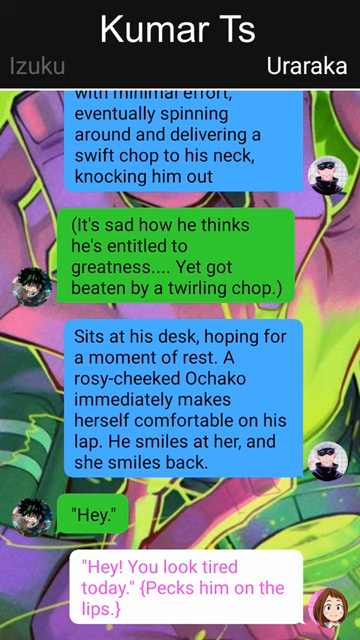 Kumar Ts
Izuku
Uraraka
with minimal effort,
eventually spinning
around and delivering a
swift chop to his neck,
knocking him out
(It's sad how he thinks
he's entitled to
greatness.... Yet got
beaten by a twirling chop.)
Sits at his desk, hoping for
a moment of rest. A
rosy-cheeked Ochako
immediately makes
herself comfortable on his
lap. He smiles at her, and
she smiles back.
"Hey."
"Hey! You look tired
today." {Pecks him on the
lips.}